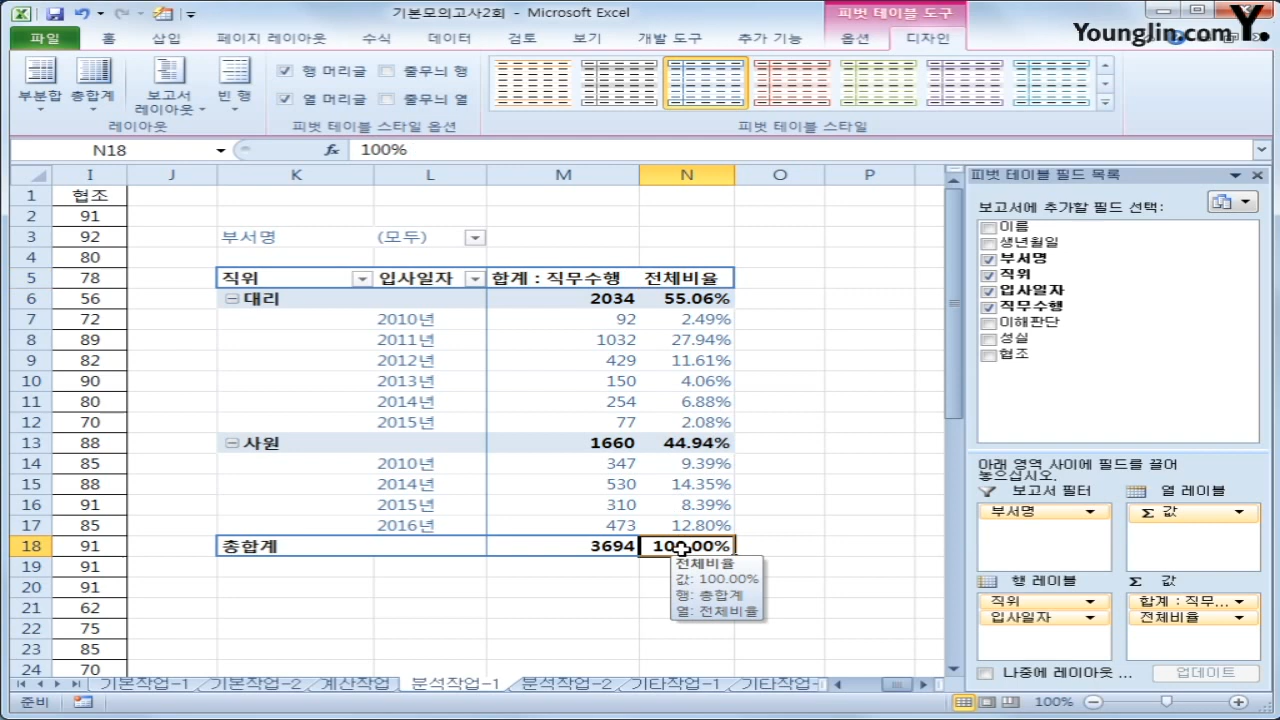 기본모의고사2회 - Microsoft Excel
피벗 테이블 도구
Younglin.com Y.
파일 홈 삽입 페이지 레이아웃 수식 데이터 검토 보기 개발 도구 추가 기능 옵션 디자인
부분합 총합계 보고서 레이아웃 빈 행
행 머리글 줄무늬 행
열 머리글 줄무늬 열
레이아웃 피벗 테이블 스타일 옵션 피벗 테이블 스타일
N18 fx 100%
I J K L M N O P
1 협조
2 91
3 92 부서명 (모두)
4 80
5 78 직위 입사일자 합계 : 직무수행 전체비율
6 56 대리 2034 55.06%
7 72 2010년 92 2.49%
8 89 2011년 1032 27.94%
9 82 2012년 429 11.61%
10 90 2013년 150 4.06%
11 80 2014년 254 6.88%
12 70 2015년 77 2.08%
13 88 사원 1660 44.94%
14 85 2010년 347 9.39%
15 88 2014년 530 14.35%
16 91 2015년 310 8.39%
17 85 2016년 473 12.80%
18 91 총합계 3694 100.00%
19 91
20 91
21 62
22 75
23 85
24 70
전체비율
값: 100.00%
행: 총합계
열: 전체비율
피벗 테이블 필드 목록
보고서에 추가할 필드 선택:
이름
생년월일
부서명
직위
입사일자
직무수행
이해판단
성실
협조
아래 영역 사이에 필드를 끌어
놓으십시오.
보고서 필터 열 레이블
부서명 Σ 값
행 레이블 Σ 값
직위 합계 : 직무...
입사일자 전체비율
나중에 레이아웃 ... 업데이트
기본작업-1 기본작업-2 계산작업 분석작업-1 분석작업-2 기타작업-1 기타작업-
준비 100%